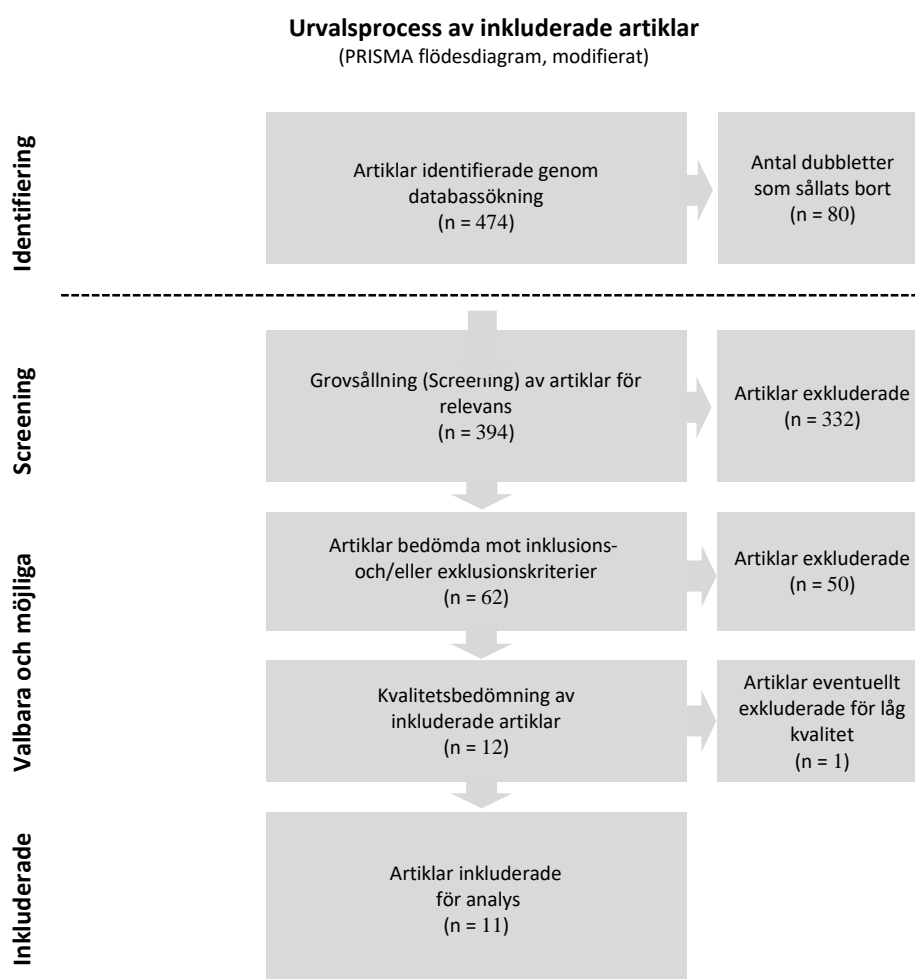 Urvalsprocess av inkluderade artiklar
(PRISMA flödesdiagram, modifierat)
Identifiering
Artiklar identifierade genom
databassökning
(n = 474)
Antal dubbletter
som sållats bort
(n = 80)
Screening
Grovsållning (Screening) av artiklar för
relevans
(n = 394)
Artiklar exkluderade
(n = 332)
Valbara och möjliga
Artiklar bedömda mot inklusions-
och/eller exklusionskriterier
(n = 62)
Artiklar exkluderade
(n = 50)
Kvalitetsbedömning av
inkluderade artiklar
(n = 12)
Artiklar eventuellt
exkluderade för låg
kvalitet
(n = 1)
Inkluderade
Artiklar inkluderade
för analys
(n = 11)